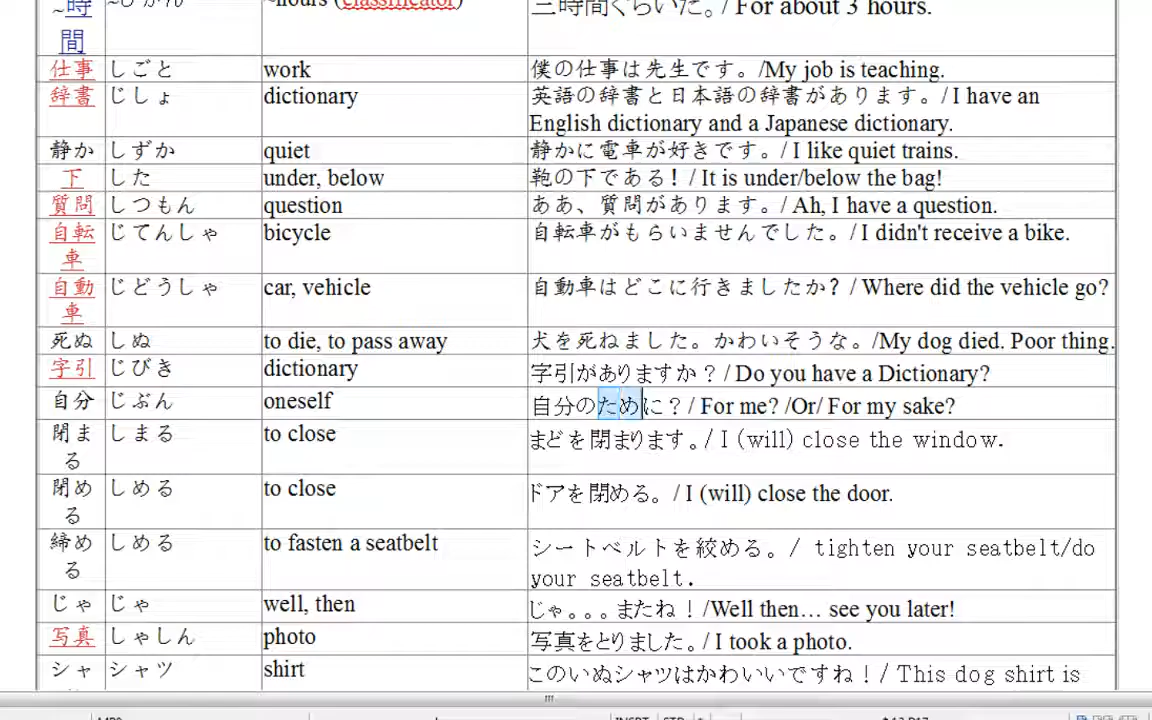 ~時 ~じかん ~hours (classificator) 三時間ぐらいだ。/ For about 3 hours.
間
仕事 しごと work 僕の仕事は先生です。/My job is teaching.
辞書 じしょ dictionary 英語の辞書と日本語の辞書があります。/ I have an
English dictionary and a Japanese dictionary.
静か しずか quiet 静かに電車が好きです。/ I like quiet trains.
下 した under, below 鞄の下である! / It is under/below the bag!
質問 しつもん question ああ、質問があります。/ Ah, I have a question.
自転 じてんしゃ bicycle 自転車がもらいませんでした。/ I didn't receive a bike.
車
自動 じどうしゃ car, vehicle 自動車はどこに行きましたか? / Where did the vehicle go?
車
死ぬ しぬ to die, to pass away 犬を死ねました。かわいそうな。/My dog died. Poor thing.
字引 じびき dictionary 字引がありますか？/ Do you have a Dictionary?
自分 じぶん oneself 自分のために？/ For me? /Or/ For my sake?
閉ま しまる to close まどを閉まります。/ I (will) close the window.
る
閉め しめる to close ドアを閉める。/ I (will) close the door.
る
締め しめる to fasten a seatbelt シートベルトを絞める。/ tighten your seatbelt/do
る your seatbelt.
じゃ じゃ well, then じゃ。。。またね！/Well then… see you later!
写真 しゃしん photo 写真をとりました。/ I took a photo.
シャ シャツ shirt このいぬシャツはかわいいですね！/ This dog shirt is